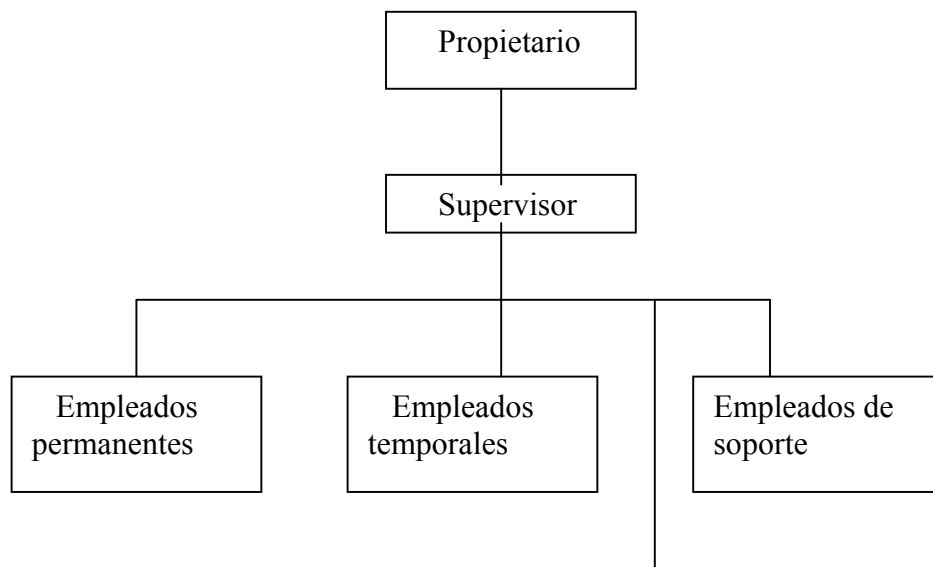 Propietario
Supervisor
Empleados
permanentes
Empleados
temporales
Empleados de
soporte